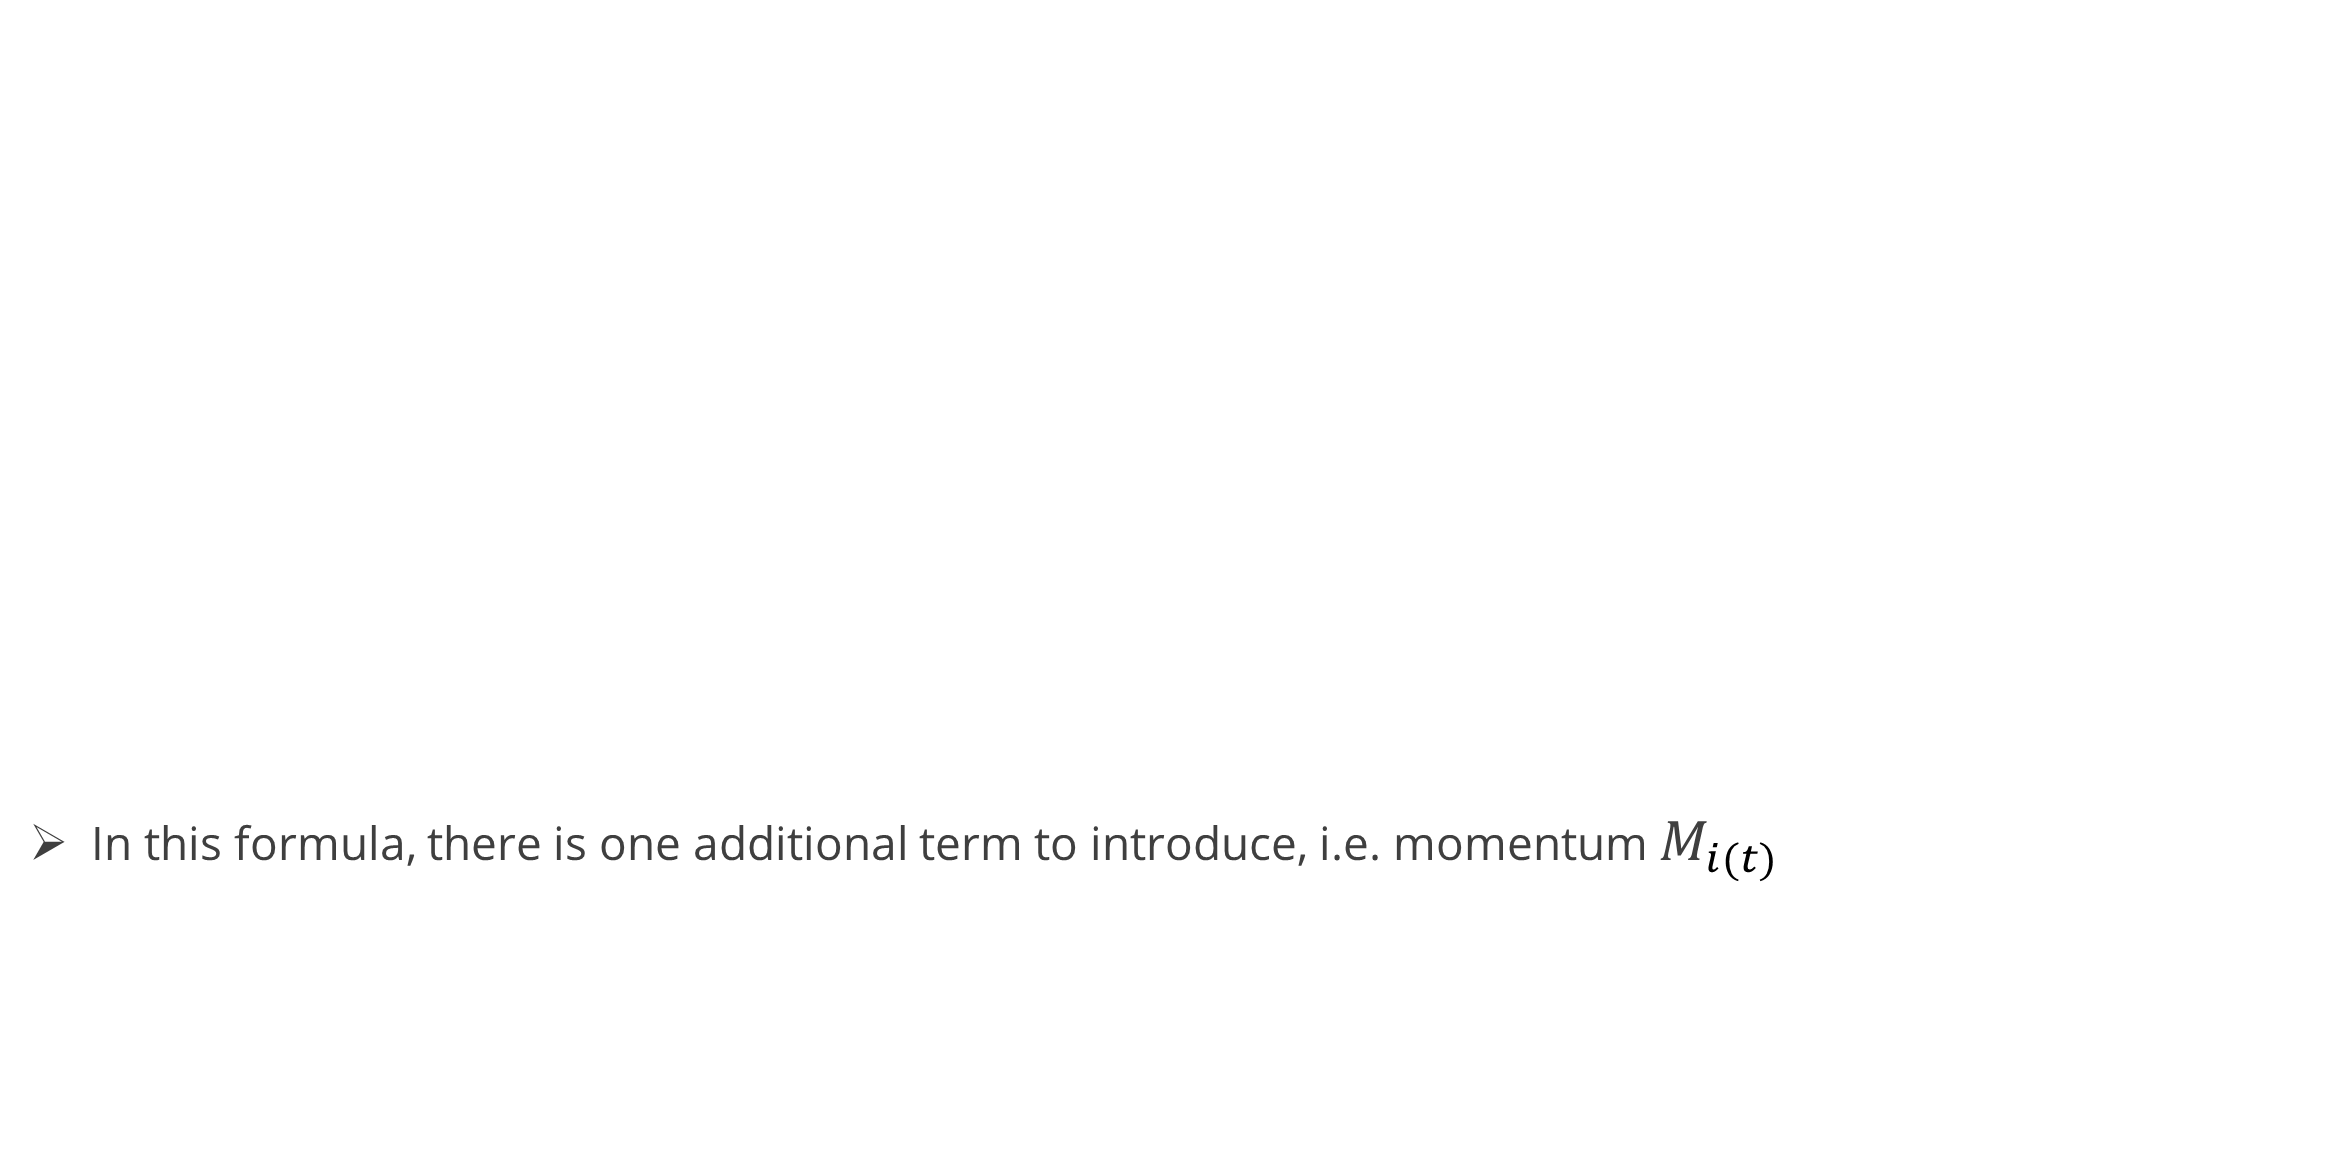 ➢ In this formula, there is one additional term to introduce, i.e. momentum $M_{i(t)}$